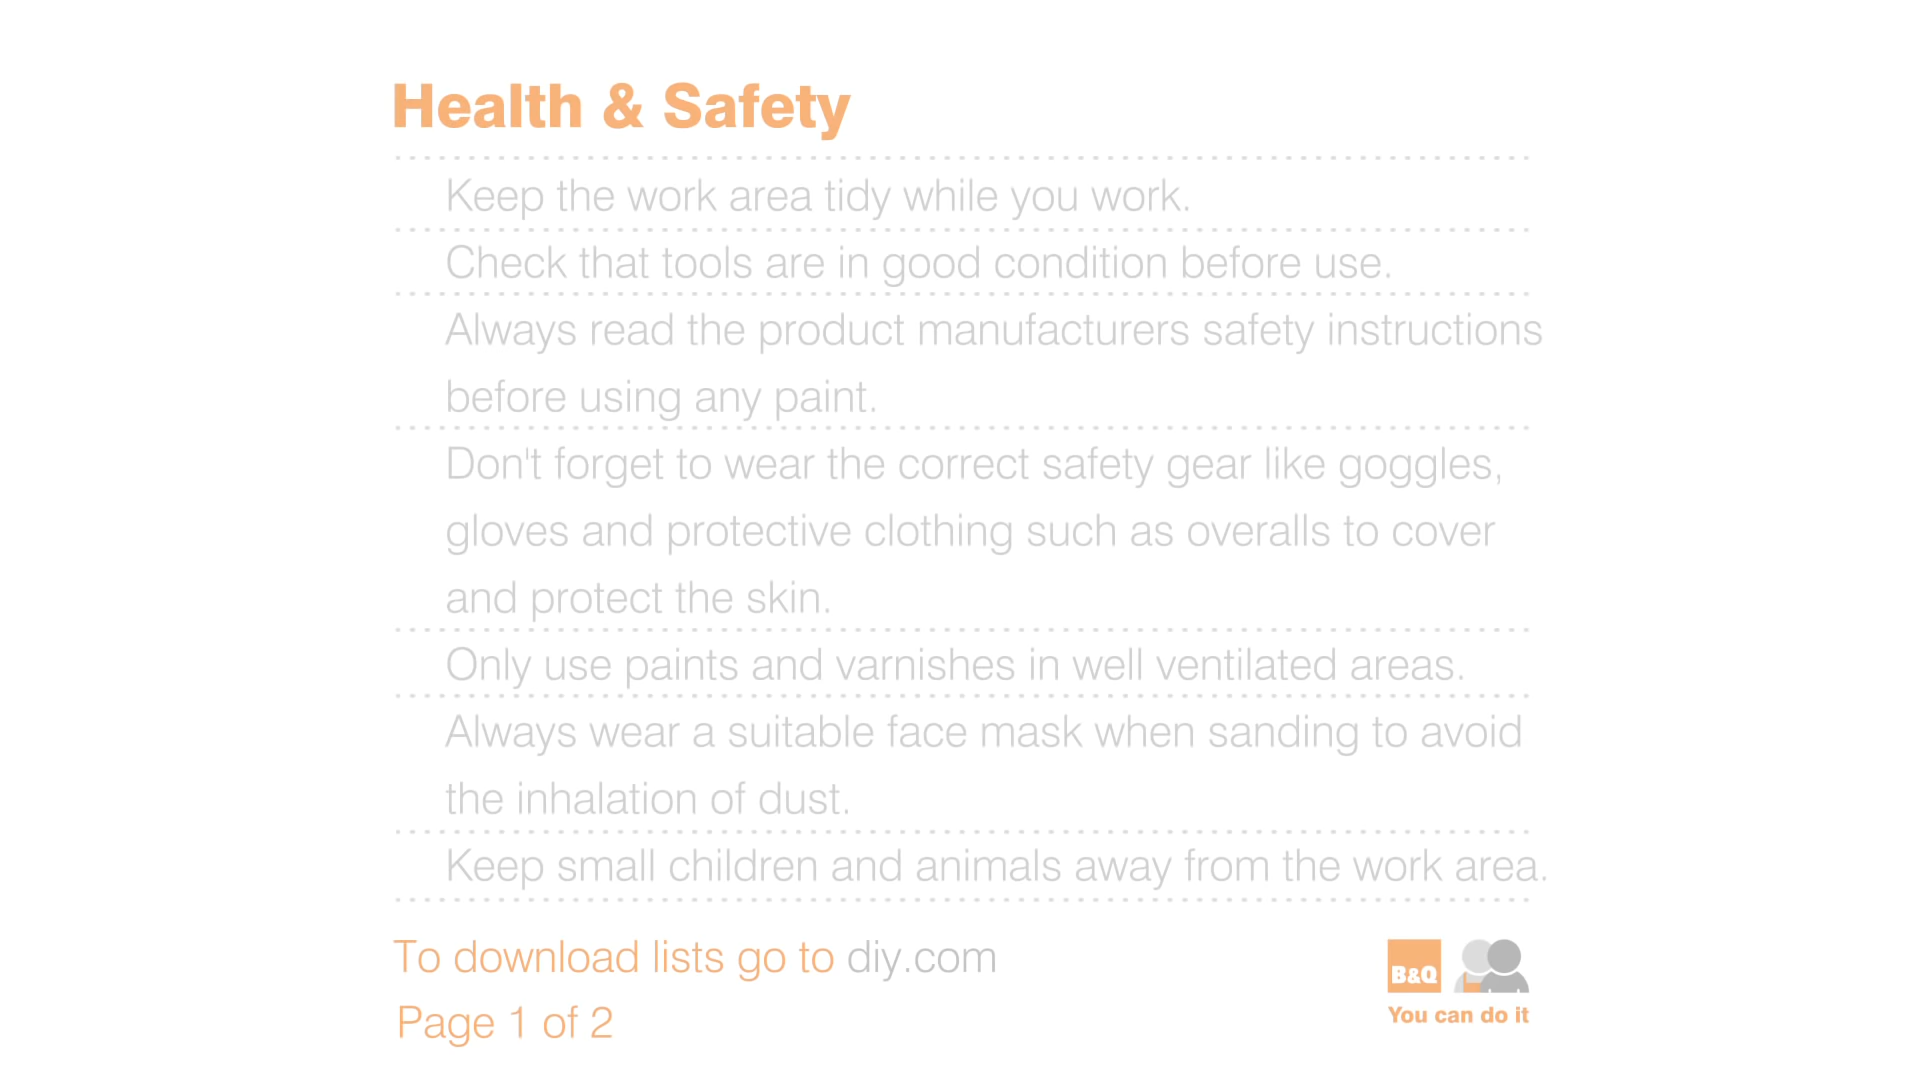 Health & Safety
Keep the work area tidy while you work.
Check that tools are in good condition before use.
Always read the product manufacturers safety instructions
before using any paint.
Don't forget to wear the correct safety gear like goggles,
gloves and protective clothing such as overalls to cover
and protect the skin.
Only use paints and varnishes in well ventilated areas.
Always wear a suitable face mask when sanding to avoid
the inhalation of dust.
Keep small children and animals away from the work area.
To download lists go to diy.com
Page 1 of 2
B&Q
You can do it